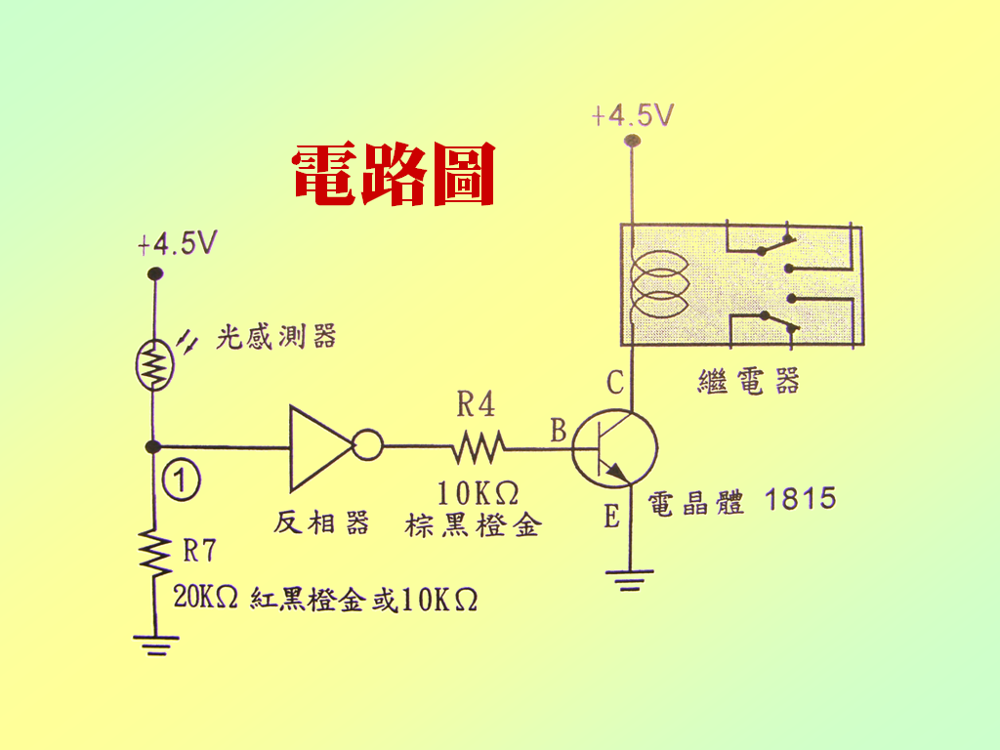 +4.5V
電路圖
+4.5V
光感測器
繼電器
C
R4
B
①
10KΩ
電晶體 1815
反相器
棕黑橙金
E
R7
20KΩ 紅黑橙金或10KΩ